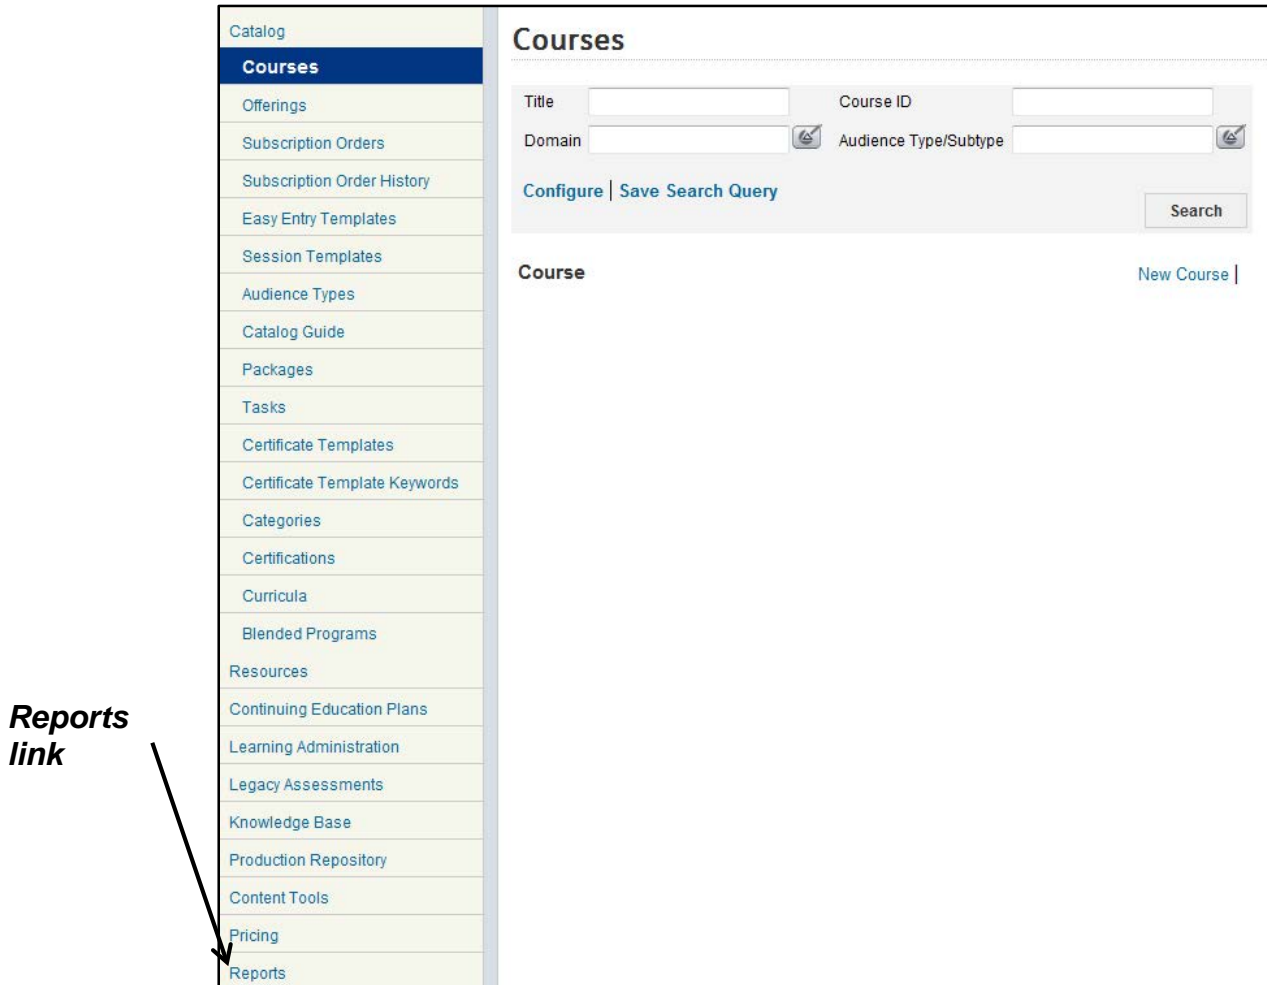 Catalog
Courses
Offerings
Subscription Orders
Subscription Order History
Easy Entry Templates
Session Templates
Audience Types
Catalog Guide
Packages
Tasks
Certificate Templates
Certificate Template Keywords
Categories
Certifications
Curricula
Blended Programs
Resources
Continuing Education Plans
Learning Administration
Legacy Assessments
Knowledge Base
Production Repository
Content Tools
Pricing
Reports
Courses
Title Course ID
Domain Audience Type/Subtype
Configure | Save Search Query
Search
Course New Course |
Reports
link